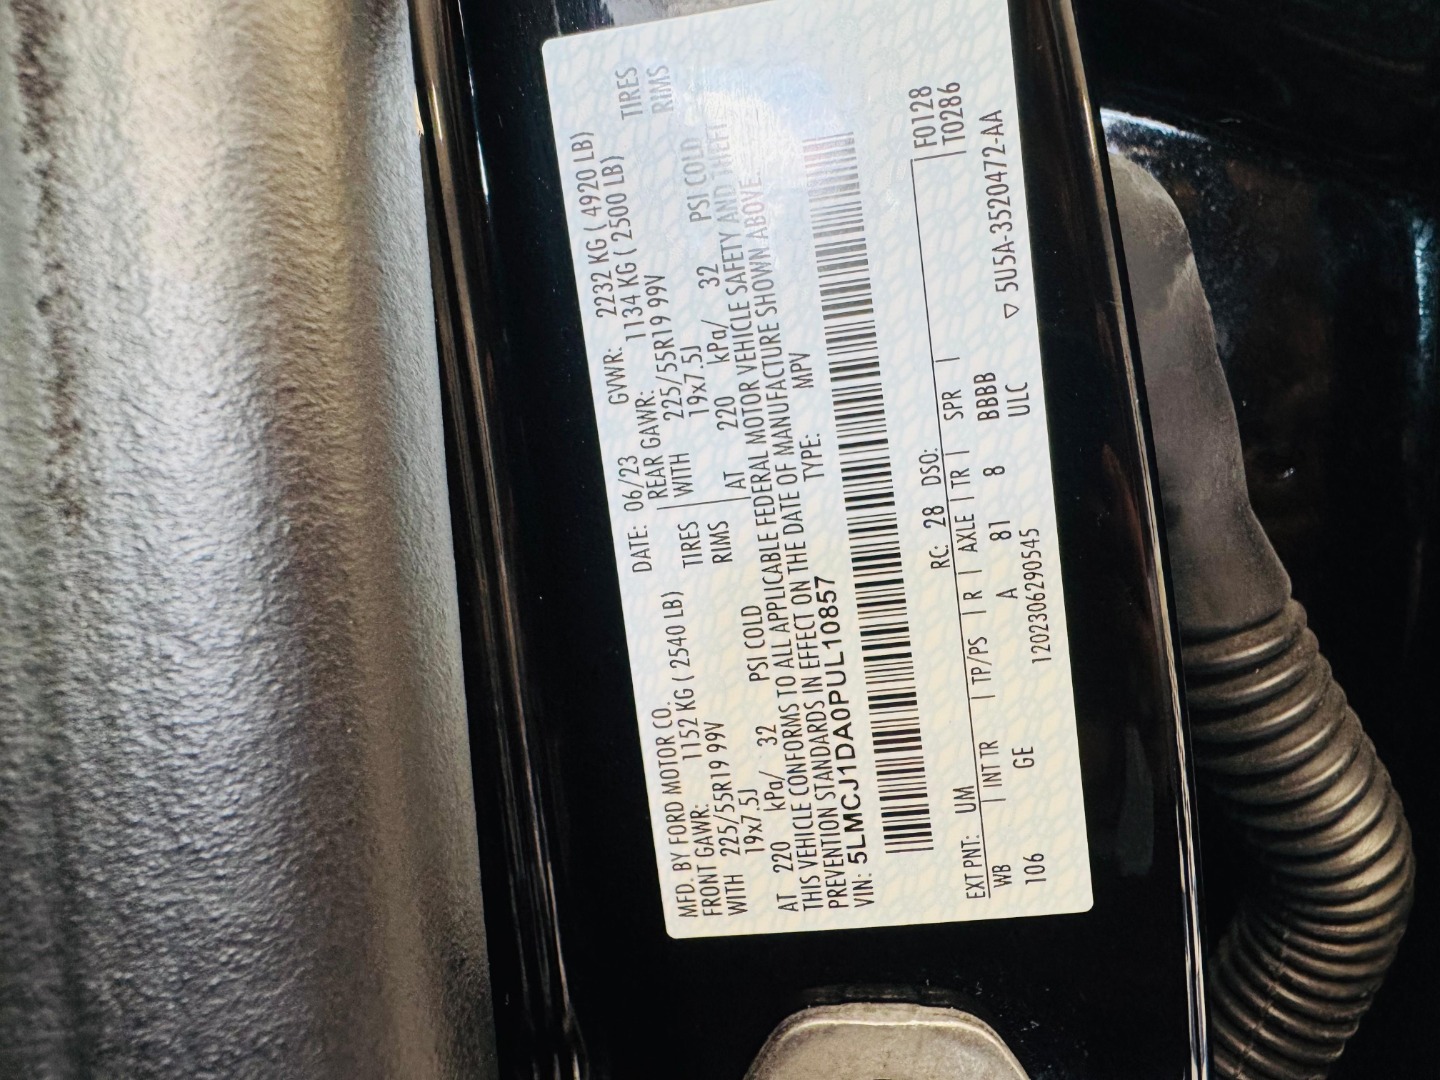 MFD. BY FORD MOTOR CO. DATE: 06/23 GVWR: 2232 KG ( 4920 LB)
FRONT GAWR: 1152 KG ( 2540 LB) REAR GAWR: 1134 KG ( 2500 LB)
WITH 225/55R19 99V TIRES WITH 225/55R19 99V TIRES
19x7.5J RIMS 19x7.5J RIMS
AT 220 kPa/ 32 PSI COLD AT 220 kPa/ 32 PSI COLD
THIS VEHICLE CONFORMS TO ALL APPLICABLE FEDERAL MOTOR VEHICLE SAFETY AND THEFT
PREVENTION STANDARDS IN EFFECT ON THE DATE OF MANUFACTURE SHOWN ABOVE.
VIN: 5LMCJ1DA0PUL10857 TYPE: MPV
F0128
EXT PNT: UM RC: 28 DSO: T0286
WB INT TR TP/PS R AXLE TR SPR
106 GE A 81 8 BBBB
120230629054​5 ULC ▽ 5U5A-3520472-AA